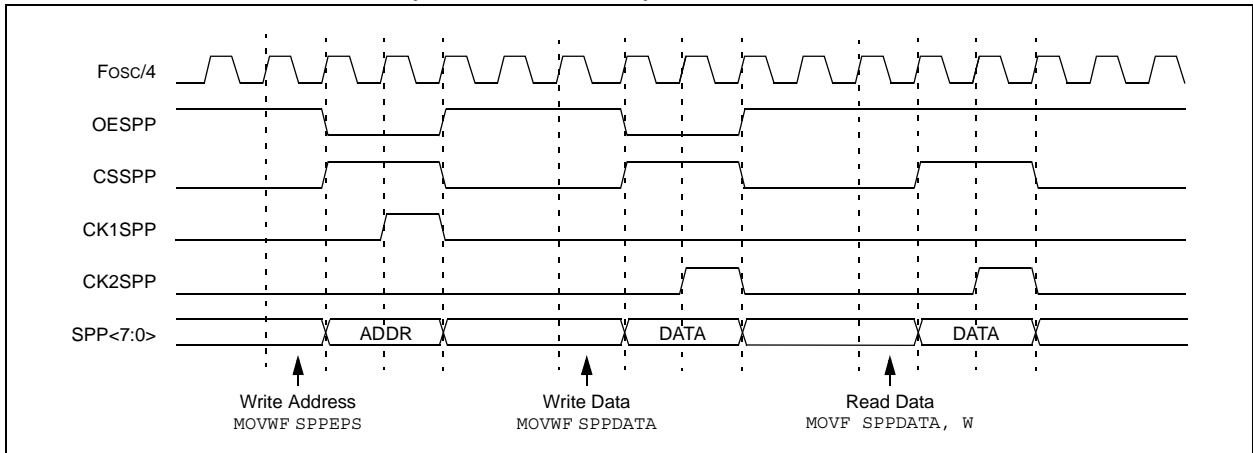 Fosc/4
OESPP
CSSPP
CK1SPP
CK2SPP
SPP<7:0>
ADDR DATA DATA
Write Address Write Data Read Data
MOVWF SPPEPS MOVWF SPPDATA MOVF SPPDATA, W